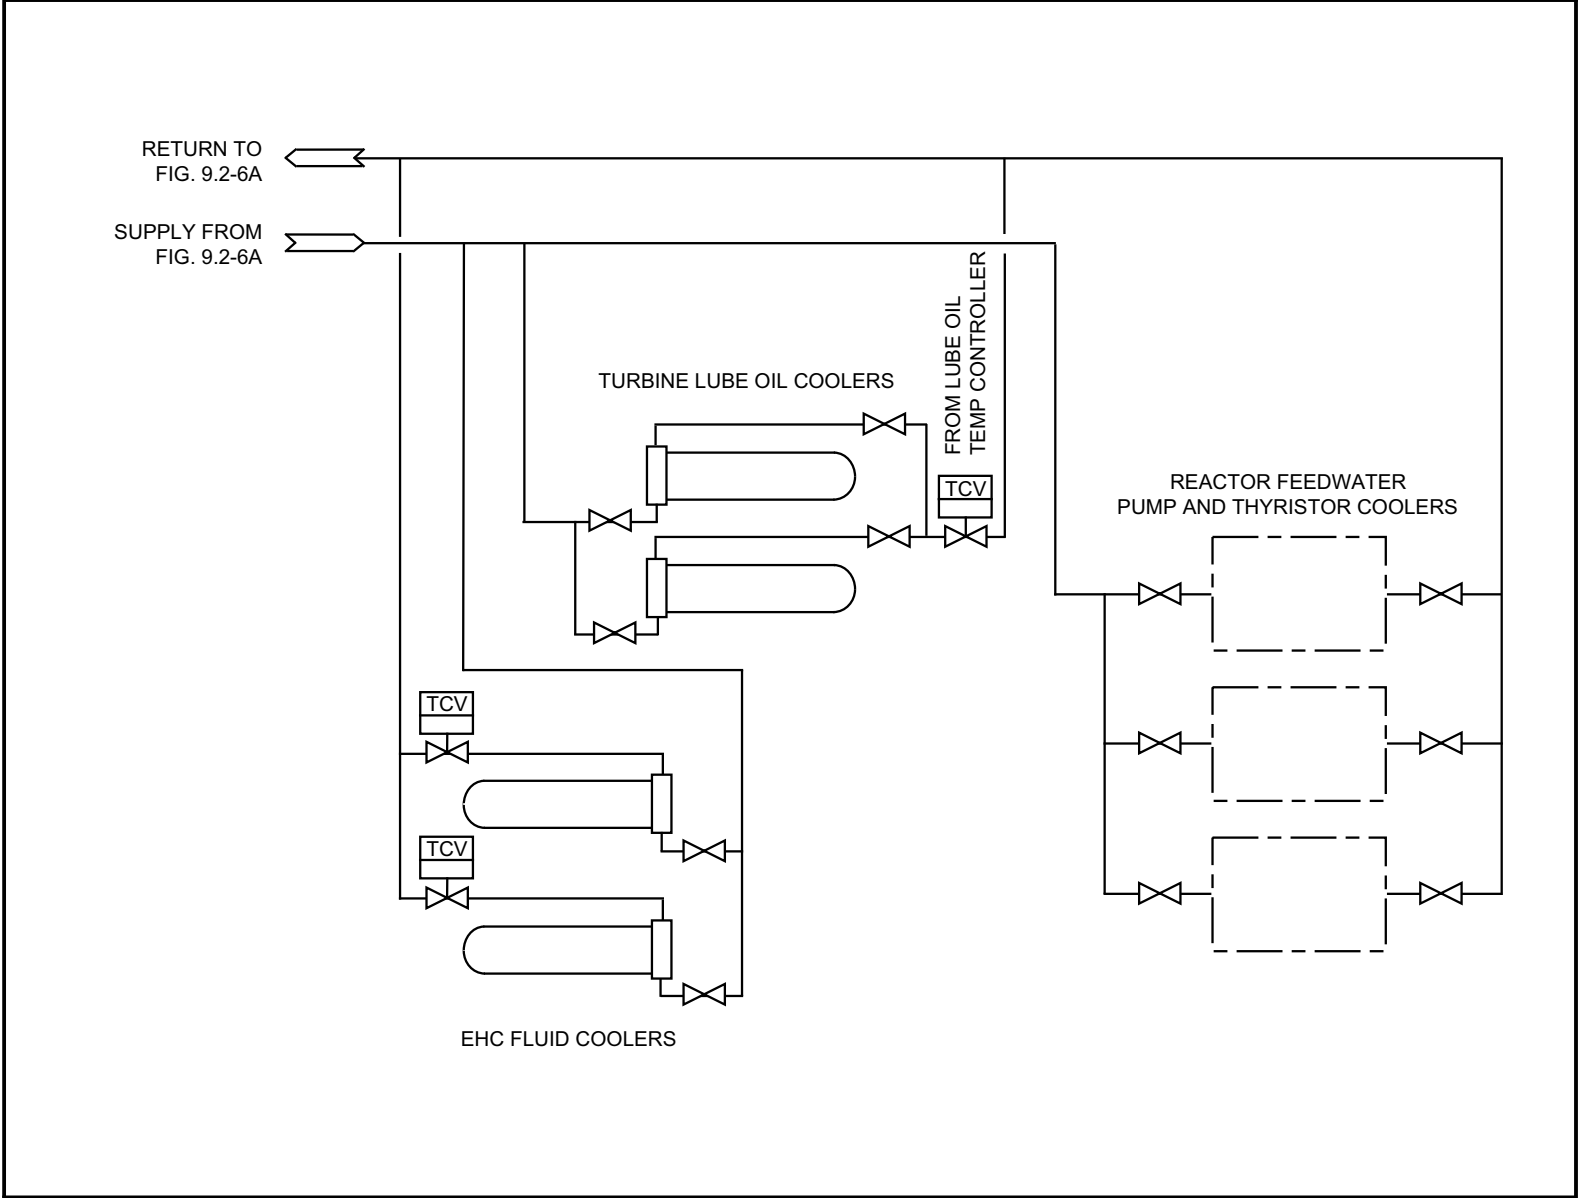 RETURN TO
FIG. 9.2-6A
SUPPLY FROM
FIG. 9.2-6A
FROM LUBE OIL
TEMP CONTROLLER
TURBINE LUBE OIL COOLERS
TCV
REACTOR FEEDWATER
PUMP AND THYRISTOR COOLERS
TCV
TCV
EHC FLUID COOLERS